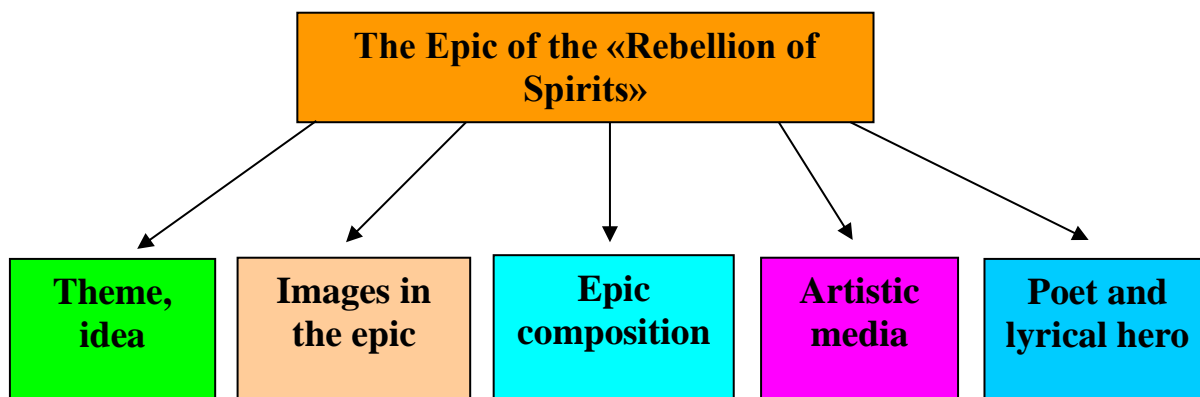 The Epic of the «Rebellion of
Spirits»
Theme,
idea
Images in
the epic
Epic
composition
Artistic
media
Poet and
lyrical hero